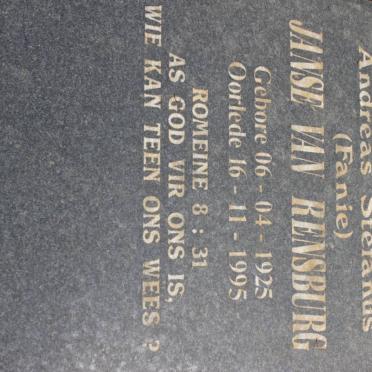 Andreas Stefanus
(Fanie)
JANSE VAN RENSBURG
Gebore 06 - 04 - 1925
Oorlede 16 - 11 - 1995
ROMEINE 8 : 31
AS GOD VIR ONS IS,
WIE KAN TEEN ONS WEES ?